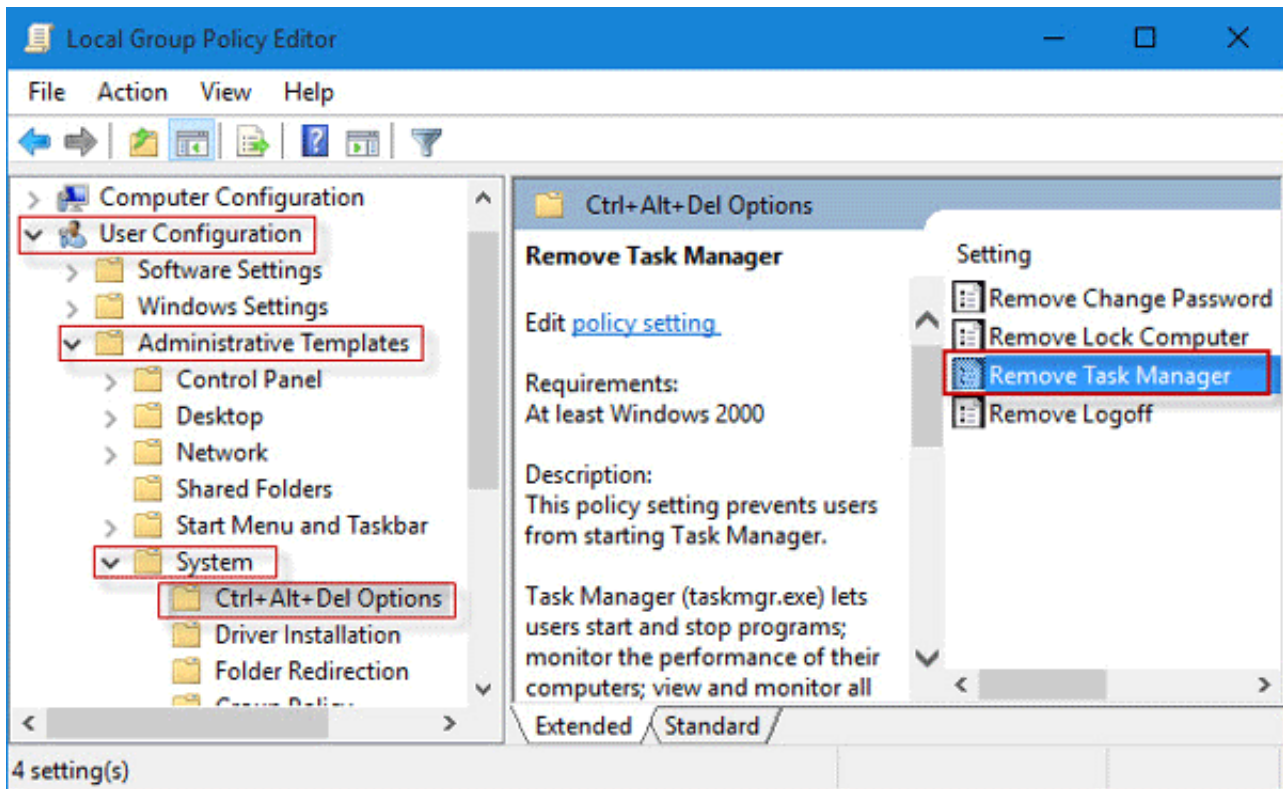 Local Group Policy Editor
File Action View Help
Computer Configuration
User Configuration
Software Settings
Windows Settings
Administrative Templates
Control Panel
Desktop
Network
Shared Folders
Start Menu and Taskbar
System
Ctrl+Alt+Del Options
Driver Installation
Folder Redirection
Group Policy
Ctrl+Alt+Del Options
Remove Task Manager
Edit policy setting
Requirements:
At least Windows 2000
Description:
This policy setting prevents users
from starting Task Manager.
Task Manager (taskmgr.exe) lets
users start and stop programs;
monitor the performance of their
computers; view and monitor all
Setting
Remove Change Password
Remove Lock Computer
Remove Task Manager
Remove Logoff
Extended Standard
4 setting(s)